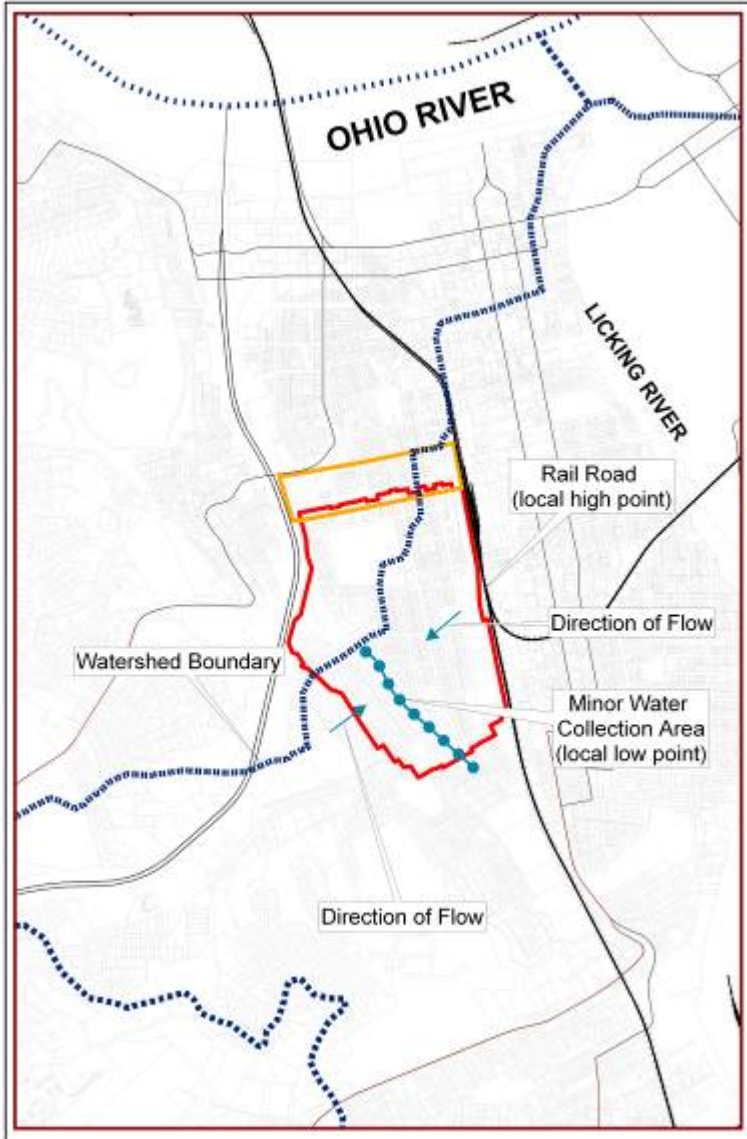 OHIO RIVER
LICKING RIVER
Rail Road
(local high point)
Direction of Flow
Watershed Boundary
Minor Water
Collection Area
(local low point)
Direction of Flow